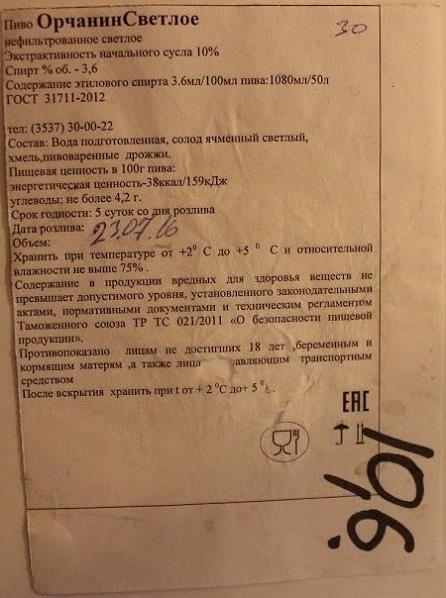 Пиво ОрчанинСветлое
30
нефильтрованное светлое
Экстрактивность начального сусла 10%
Спирт % об. - 3,6
Содержание этилового спирта 3.6мл/100мл пива:1080мл/50л
ГОСТ 31711-2012
тел: (3537) 30-00-22
Состав: Вода подготовленная, солод ячменный светлый,
хмель,пивоваренные дрожжи.
Пищевая ценность в 100г пива:
энергетическая ценность-38ккал/159кДж
углеводы: не более 4,2 г.
Срок годности: 5 суток со дня розлива
Дата розлива: 23.07.16
Объем:
Хранить при температуре от +2⁰ С до +5 ⁰ С и относительной
влажности не выше 75% .
Содержание в продукции вредных для здоровья веществ не
превышает допустимого уровня, установленного законодательными
актами, нормативными документами и техническим регламентом
Таможенного союза ТР ТС 021/2011 «О безопасности пищевой
продукции».
Противопоказано лицам не достигших 18 лет ,беременным и
кормящим матерям ,а также лица авляющим транспортным
средством
После вскрытия хранить при t от + 2 ⁰С до+ 5 ⁰С .
ЕАС